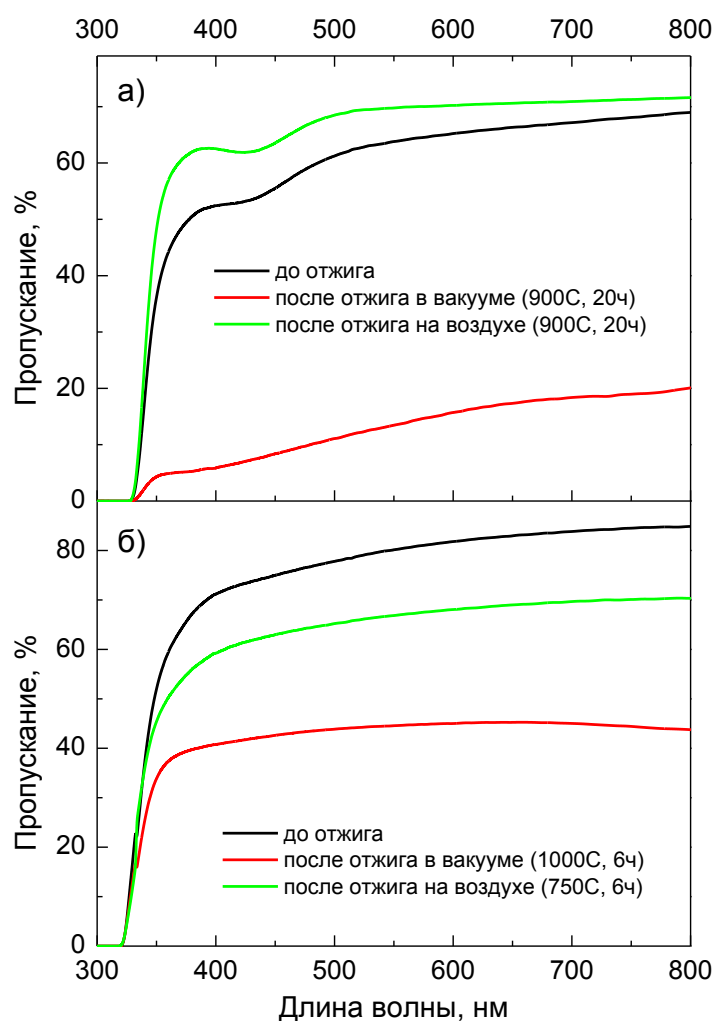 300 400 500 600 700 800
а)
60
40
20
0
Пропускание, %
до отжига
после отжига в вакууме (900С, 20ч)
после отжига на воздухе (900С, 20ч)
б)
80
60
40
20
0
Пропускание, %
до отжига
после отжига в вакууме (1000С, 6ч)
после отжига на воздухе (750С, 6ч)
300 400 500 600 700 800
Длина волны, нм